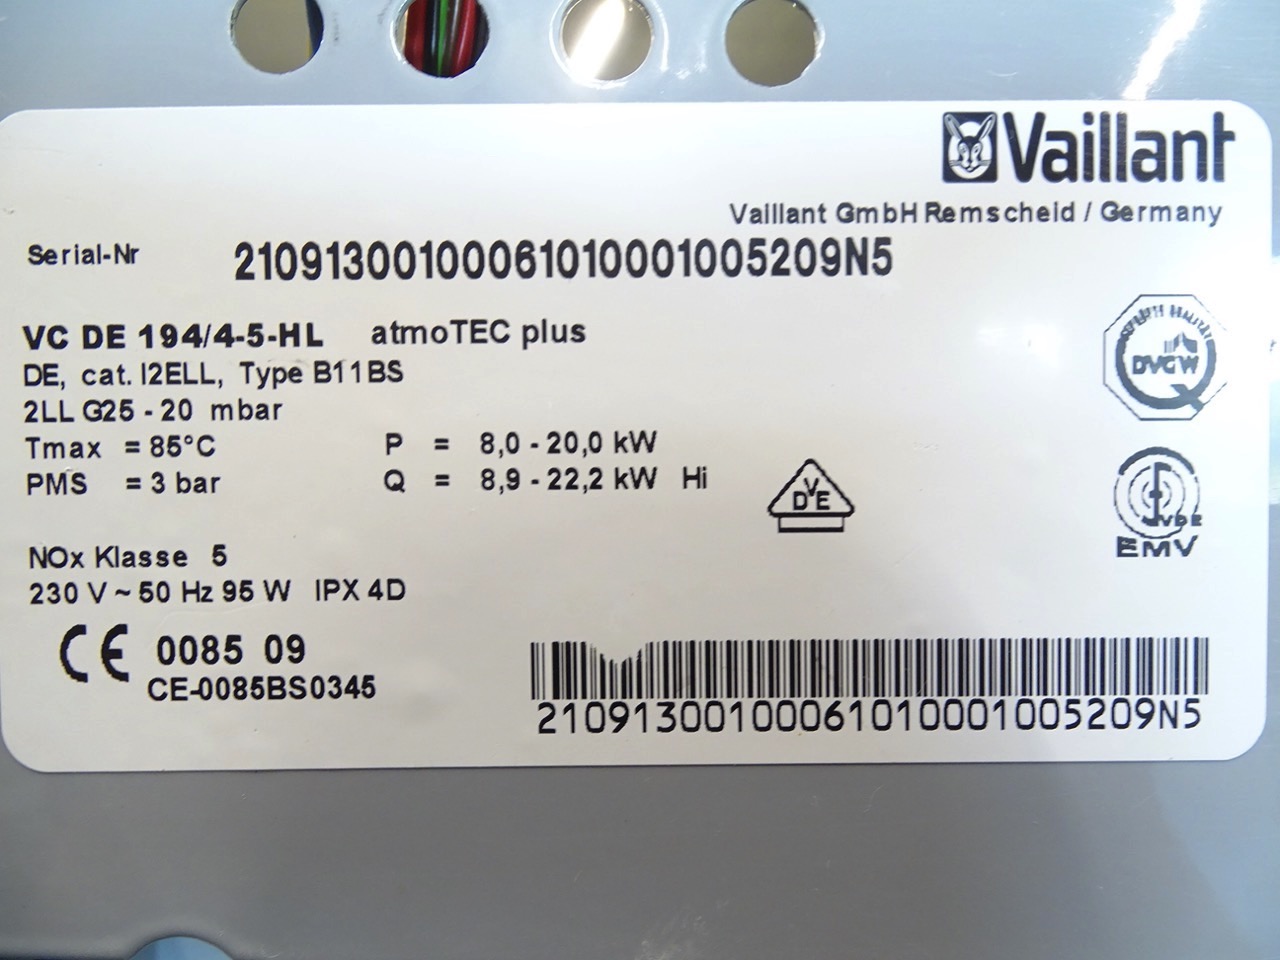 Vaillant
Vaillant GmbH Remscheid / Germany
Serial-Nr 21091300100061010001005209N5
VC DE 194/4-5-HL atmoTEC plus
DE, cat. I2ELL, Type B11BS
2LL G25 - 20 mbar
Tmax = 85°C P = 8,0 - 20,0 kW
PMS = 3 bar Q = 8,9 - 22,2 kW Hi
DVGW
DVE
VDE
EMV
NOx Klasse 5
230 V ~ 50 Hz 95 W IPX 4D
CE 0085 09
CE-0085BS0345
21091300100061010001005209N5